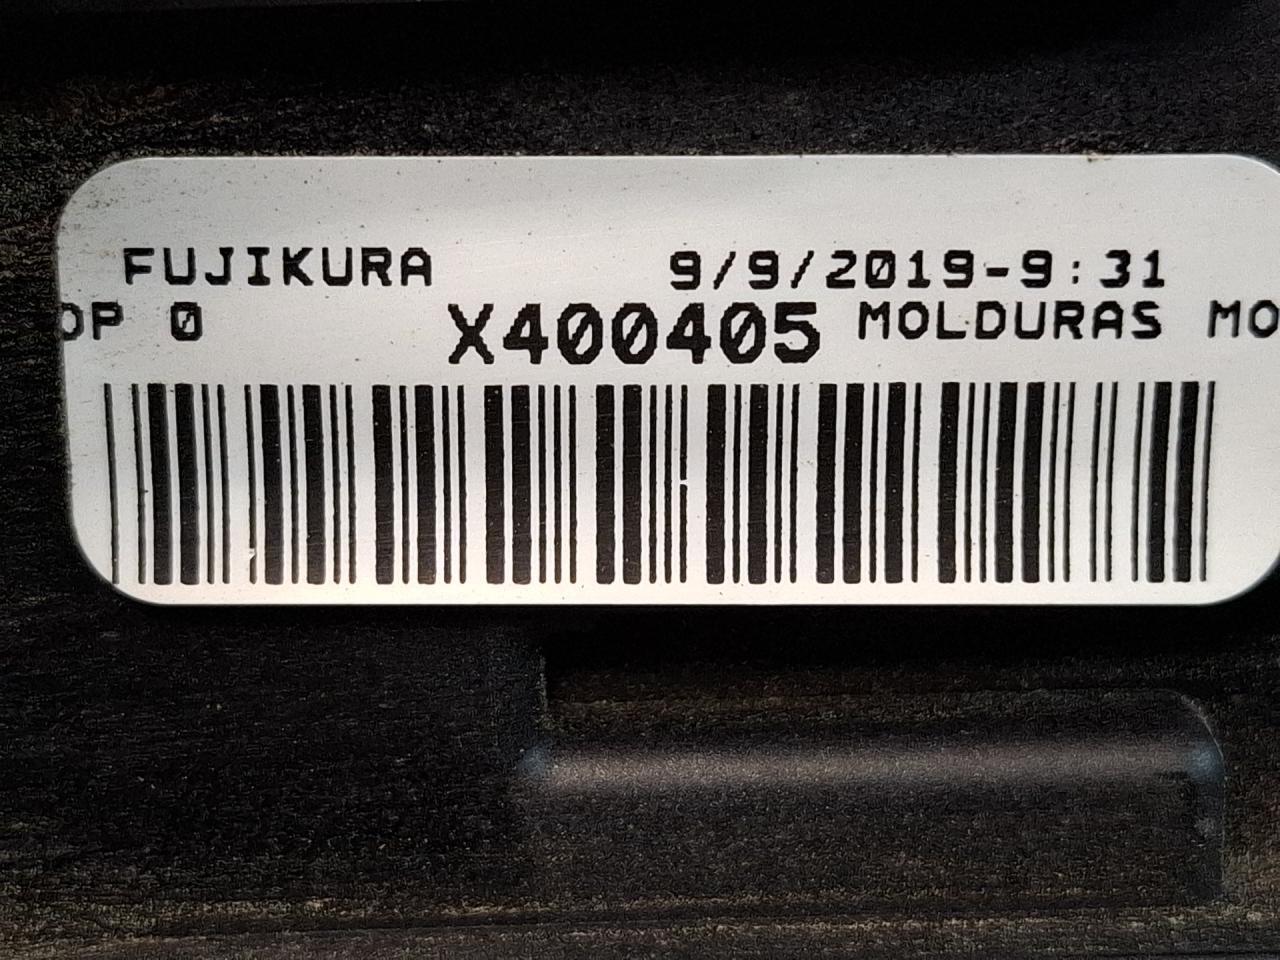 FUJIKURA 9/9/2019-9:31
OP 0 X400405 MOLDURAS MO